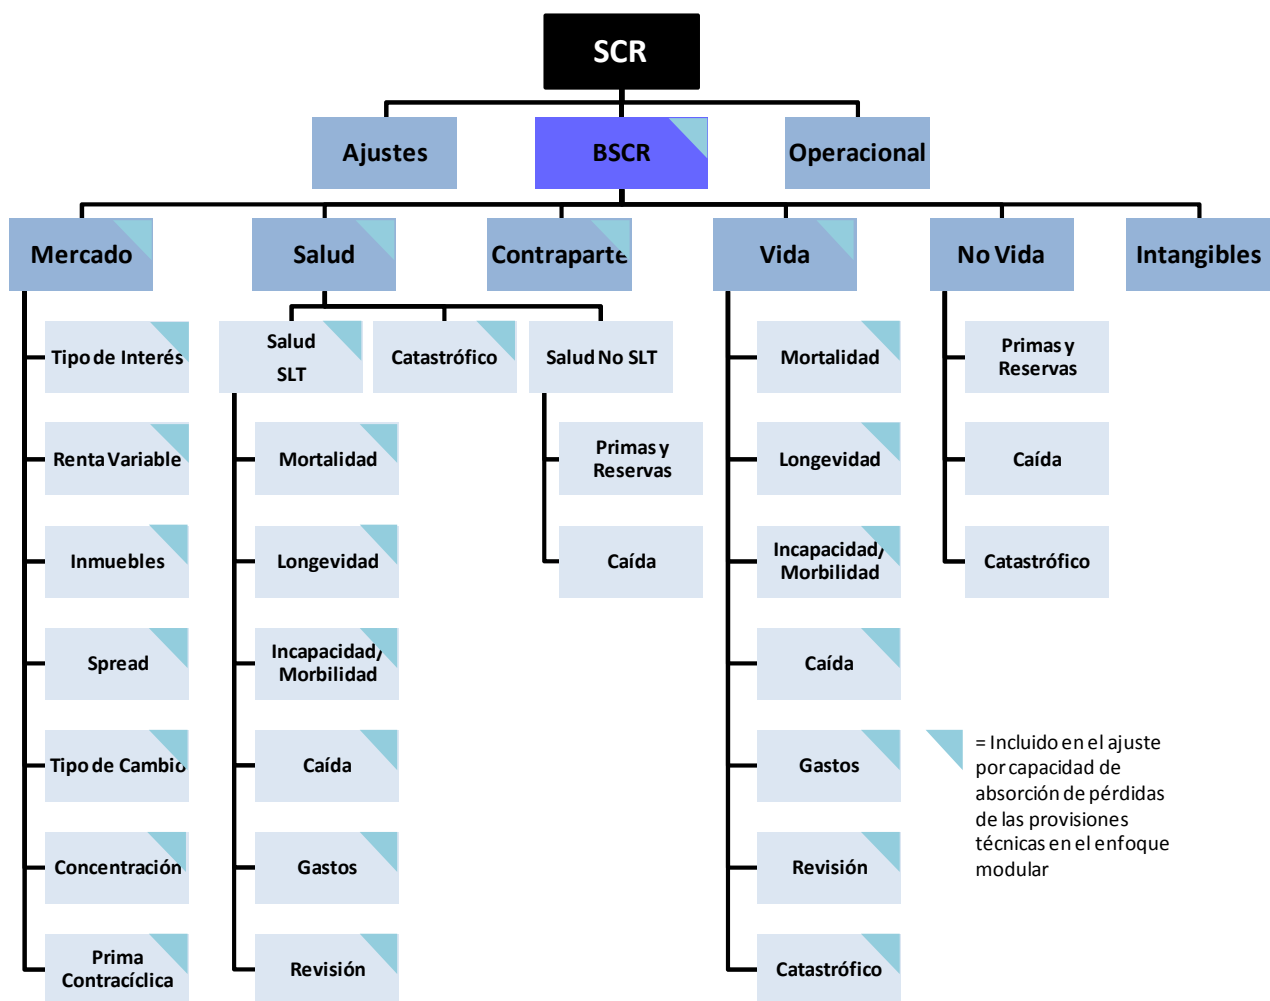 SCR
Ajustes
BSCR
Operacional
Mercado
Salud
Contraparte
Vida
No Vida
Intangibles
Tipo de Interés
Renta Variable
Inmuebles
Spread
Tipo de Cambio
Concentración
Prima
Contracíclica
Salud
SLT
Catastrófico
Salud No SLT
Mortalidad
Longevidad
Incapacidad/
Morbilidad
Caída
Gastos
Revisión
Primas y
Reservas
Caída
Mortalidad
Longevidad
Incapacidad/
Morbilidad
Caída
Gastos
Revisión
Catastrófico
Primas y
Reservas
Caída
Catastrófico
= Incluido en el ajuste
por capacidad de
absorción de pérdidas
de las provisiones
técnicas en el enfoque
modular